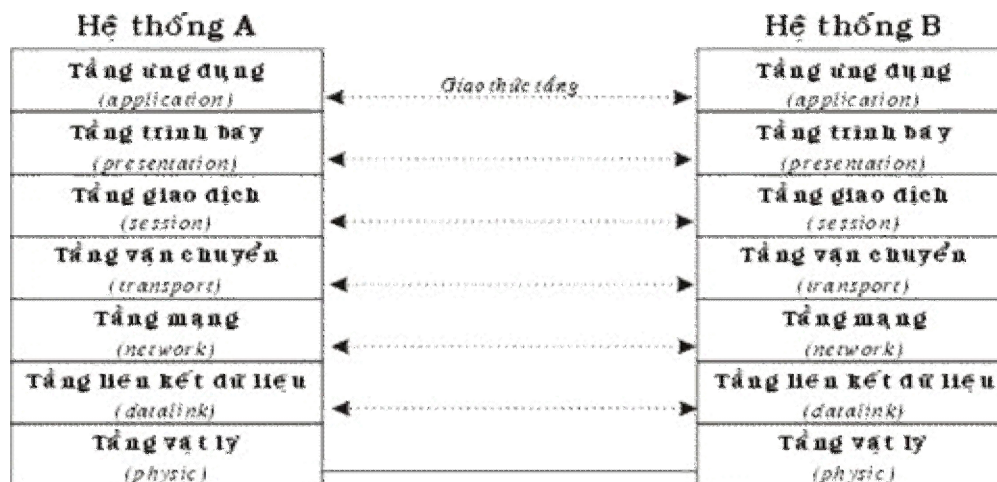 Hệ thống A
Tầng ứng dụng
(application)
Tầng trình bày
(presentation)
Tầng giao dịch
(session)
Tầng vận chuyển
(transport)
Tầng mạng
(network)
Tầng liên kết dữ liệu
(datalink)
Tầng vật lý
(physic)
Giao thức tầng
Hệ thống B
Tầng ứng dụng
(application)
Tầng trình bày
(presentation)
Tầng giao dịch
(session)
Tầng vận chuyển
(transport)
Tầng mạng
(network)
Tầng liên kết dữ liệu
(datalink)
Tầng vật lý
(physic)